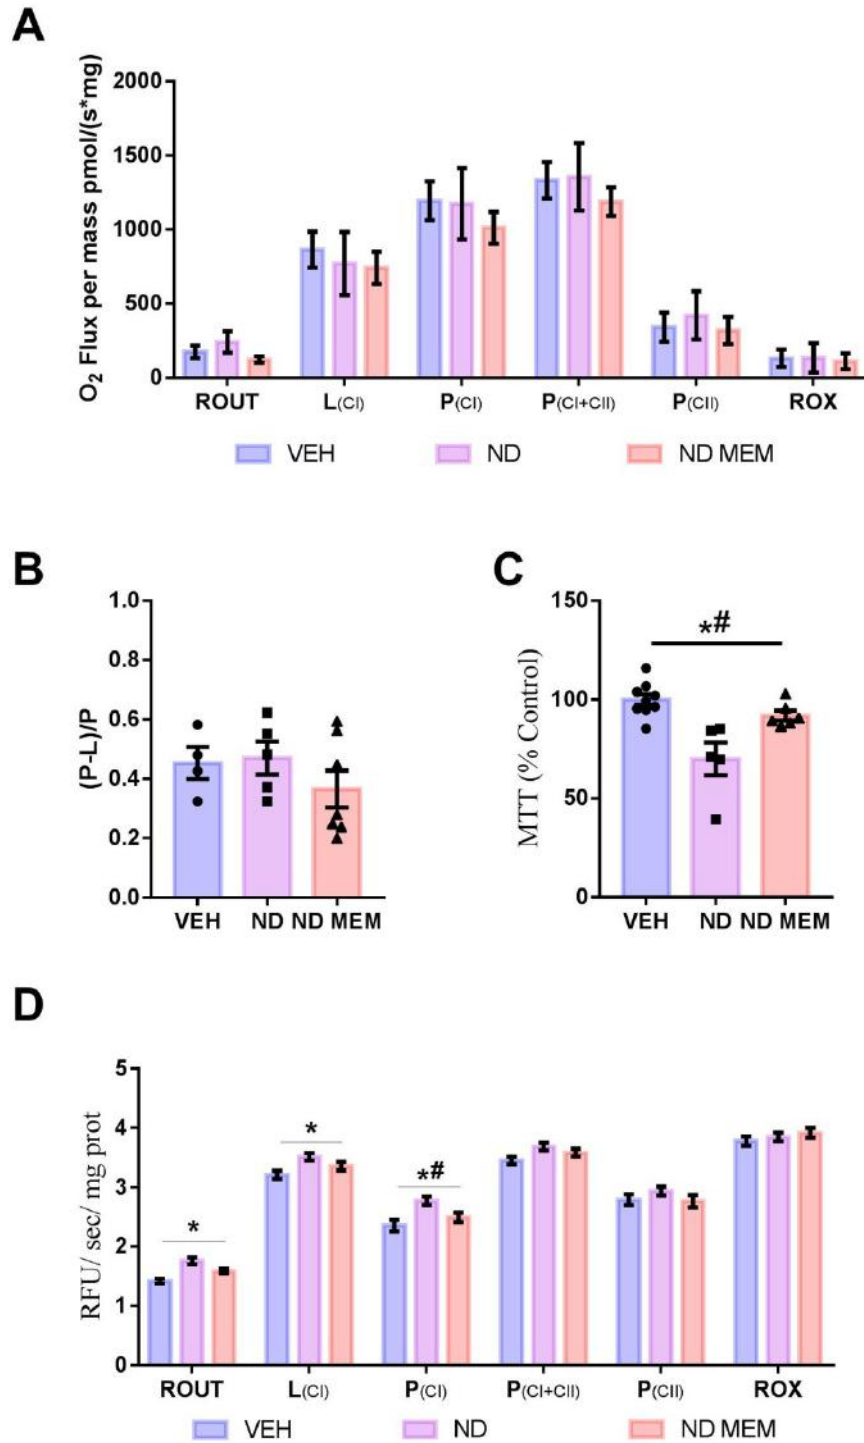 A
O2 Flux per mass pmol/(s*mg)
2000
1500
1000
500
0
ROUT L(CI) P(CI) P(CI+CII) P(CII) ROX
VEH ND ND MEM
B
(P-L)/P
1.0
0.8
0.6
0.4
0.2
0.0
VEH ND ND MEM
C
MTT (% Control)
150
100
50
0
*#
VEH ND ND MEM
D
RFU/ sec/ mg prot
5
4
3
2
1
0
*
*
*#
ROUT L(CI) P(CI) P(CI+CII) P(CII) ROX
VEH ND ND MEM